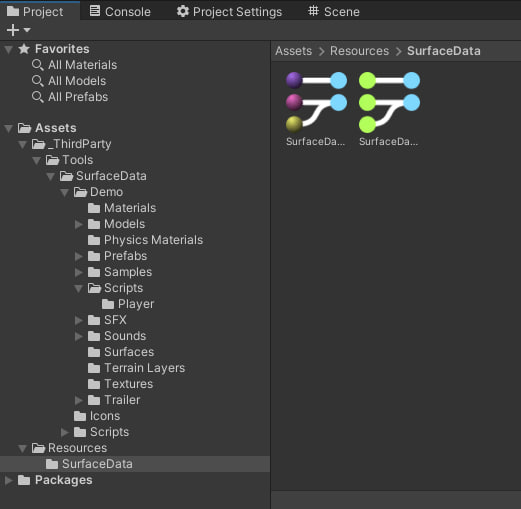 Project Console Project Settings Scene
Favorites
All Materials
All Models
All Prefabs
Assets
_ThirdParty
Tools
SurfaceData
Demo
Materials
Models
Physics Materials
Prefabs
Samples
Scripts
Player
SFX
Sounds
Surfaces
Terrain Layers
Textures
Trailer
Icons
Scripts
Resources
SurfaceData
Packages
Assets > Resources > SurfaceData
SurfaceDa... SurfaceDa...